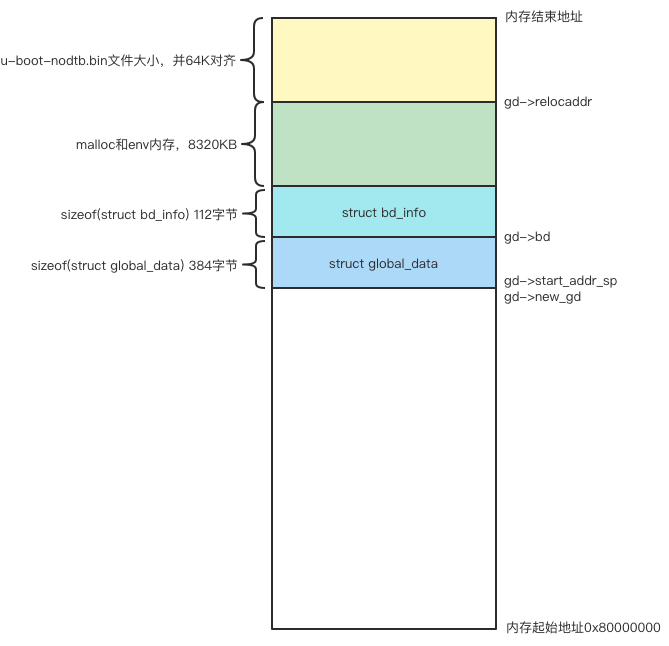 内存结束地址
u-boot-nodtb.bin文件大小，并64K对齐
gd->relocaddr
malloc和env内存，8320KB
sizeof(struct bd_info) 112字节
struct bd_info
gd->bd
sizeof(struct global_data) 384字节
struct global_data
gd->start_addr_sp
gd->new_gd
内存起始地址0x80000000